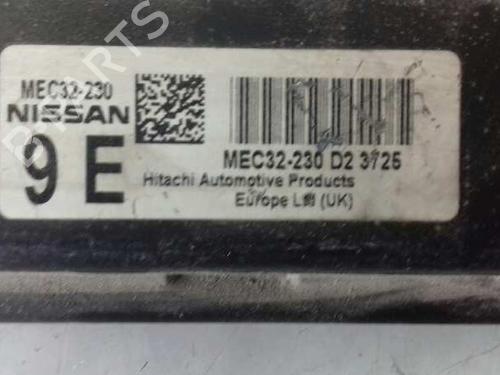 MEC32-230
NISSAN
9 E
MEC32-230 D2 3725
Hitachi Automotive Products
Europe Ltd (UK)